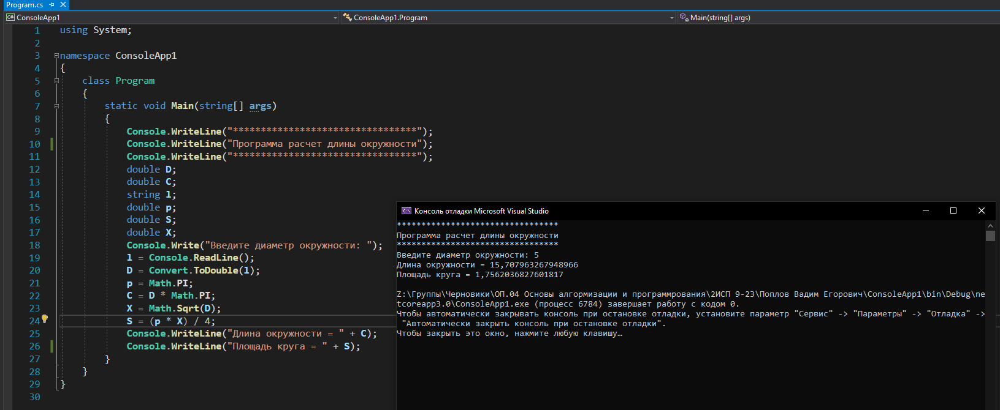 Program.cs
ConsoleApp1
ConsoleApp1.Program
Main(string[] args)
1 using System;
2
3 namespace ConsoleApp1
4 {
5 class Program
6 {
7 static void Main(string[] args)
8 {
9 Console.WriteLine("*********************************");
10 Console.WriteLine("Программа расчет длины окружности");
11 Console.WriteLine("*********************************");
12 double D;
13 double C;
14 string l;
15 double p;
16 double S;
17 double X;
18 Console.Write("Введите диаметр окружности: ");
19 l = Console.ReadLine();
20 D = Convert.ToDouble(l);
21 p = Math.PI;
22 C = D * Math.PI;
23 X = Math.Sqrt(D);
24 S = (p * X) / 4;
25 Console.WriteLine("Длина окружности = " + C);
26 Console.WriteLine("Площадь круга = " + S);
27 }
28 }
29 }
30
Консоль отладки Microsoft Visual Studio
*********************************
Программа расчет длины окружности
*********************************
Введите диаметр окружности: 5
Длина окружности = 15,707963267948966
Площадь круга = 1,7562036827601817
Z:\Группы\Черновики\ОП.04 Основы алгормизации и программрования\2ИСП 9-23\Поплов Вадим Егорович\ConsoleApp1\bin\Debug\ne
tcoreapp3.0\ConsoleApp1.exe (процесс 6784) завершает работу с кодом 0.
Чтобы автоматически закрывать консоль при остановке отладки, установите параметр "Сервис" -> "Параметры" -> "Отладка" ->
"Автоматически закрыть консоль при остановке отладки".
Чтобы закрыть это окно, нажмите любую клавишу…